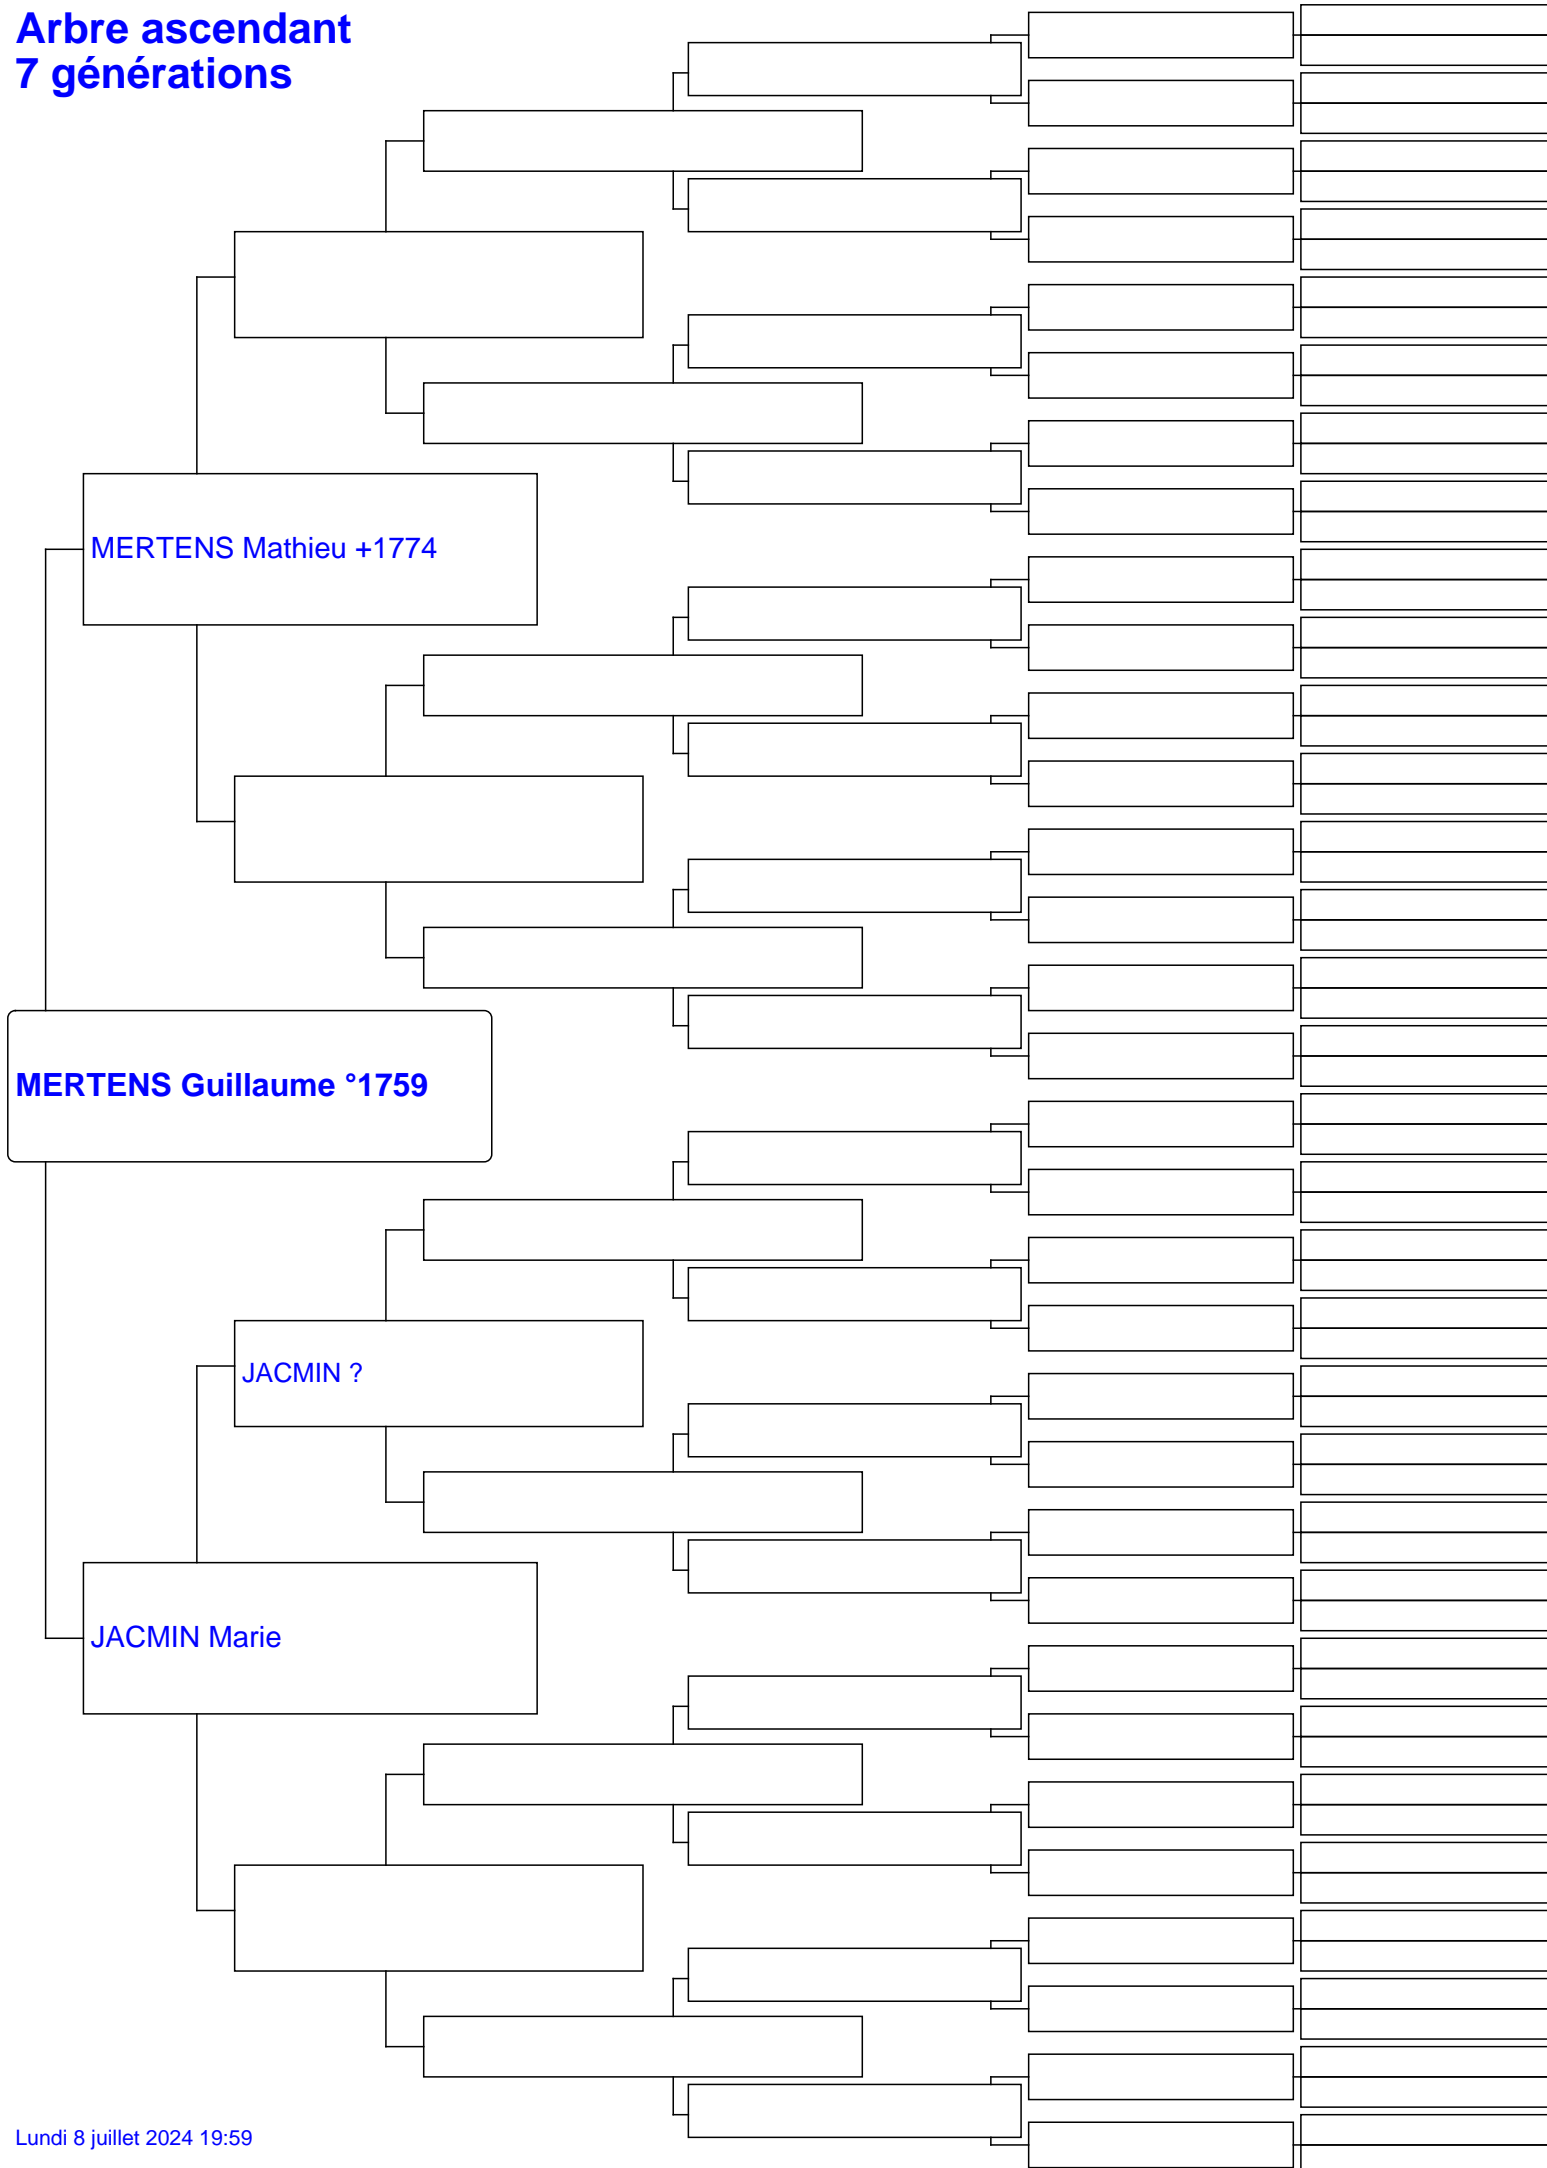 Arbre ascendant
7 générations
MERTENS Mathieu +1774
MERTENS Guillaume °1759
JACMIN ?
JACMIN Marie
Lundi 8 juillet 2024 19:59